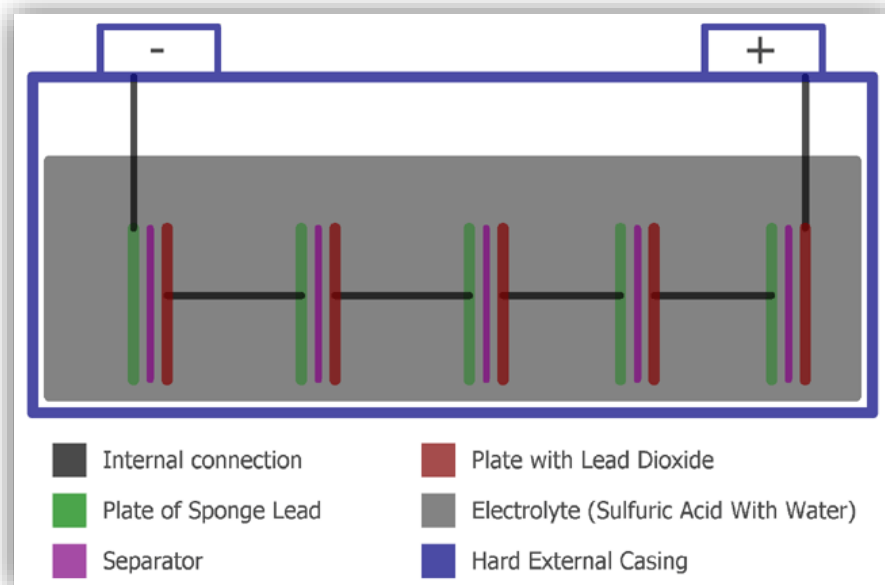 -
+
Internal connection
Plate with Lead Dioxide
Plate of Sponge Lead
Electrolyte (Sulfuric Acid With Water)
Separator
Hard External Casing